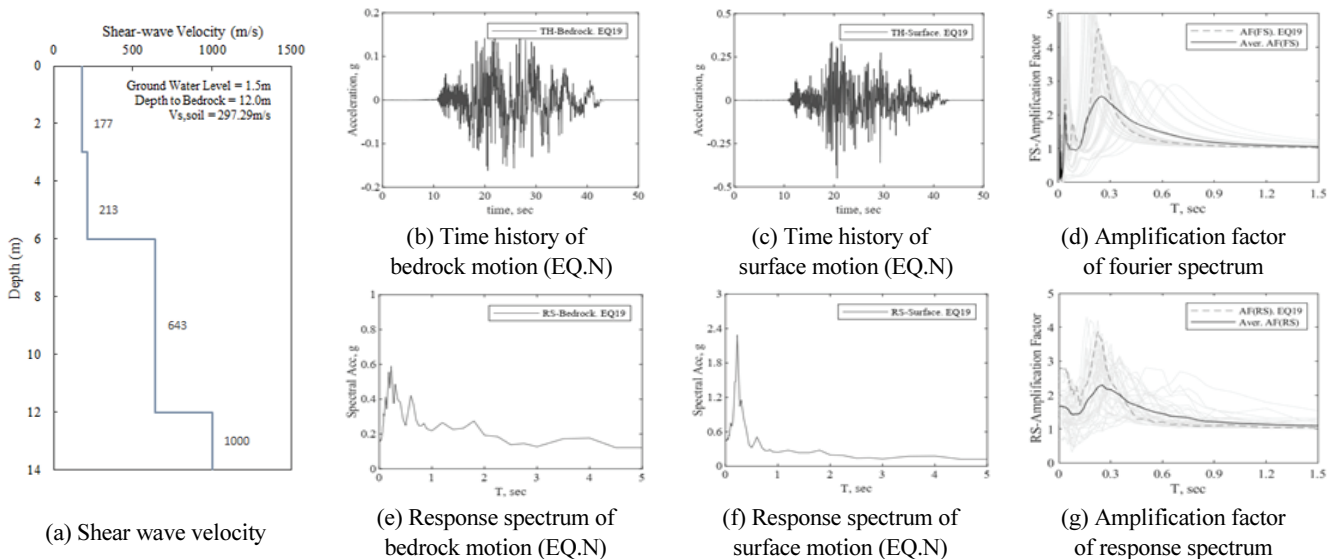 Shear-wave Velocity (m/s)
0 500 1000 1500
0
2
4
6
8
10
12
14
Depth (m)
Ground Water Level = 1.5m
Depth to Bedrock = 12.0m
Vs,soil = 297.29m/s
177
213
643
1000
(a) Shear wave velocity
0.2
0.1
0
-0.1
-0.2
Acceleration, g
TH-Bedrock. EQ19
0 10 20 30 40 50
time, sec
(b) Time history of
bedrock motion (EQ.N)
0.5
0.3
0
-0.3
-0.5
Acceleration, g
TH-Surface. EQ19
0 10 20 30 40 50
time, sec
(c) Time history of
surface motion (EQ.N)
5
4
3
2
1
0
FS-Amplification Factor
AF(FS). EQ19
Aver. AF(FS)
0 0.3 0.6 0.9 1.2 1.5
T, sec
(d) Amplification factor
of fourier spectrum
1
0.8
0.6
0.4
0.2
0
Spectral Acc, g
RS-Bedrock. EQ19
0 1 2 3 4 5
T, sec
(e) Response spectrum of
bedrock motion (EQ.N)
3
2.4
1.8
1.2
0.6
0
Spectral Acc, g
RS-Surface. EQ19
0 1 2 3 4 5
T, sec
(f) Response spectrum of
surface motion (EQ.N)
5
4
3
2
1
0
RS-Amplification Factor
AF(RS). EQ19
Aver. AF(RS)
0 0.3 0.6 0.9 1.2 1.5
T, sec
(g) Amplification factor
of response spectrum